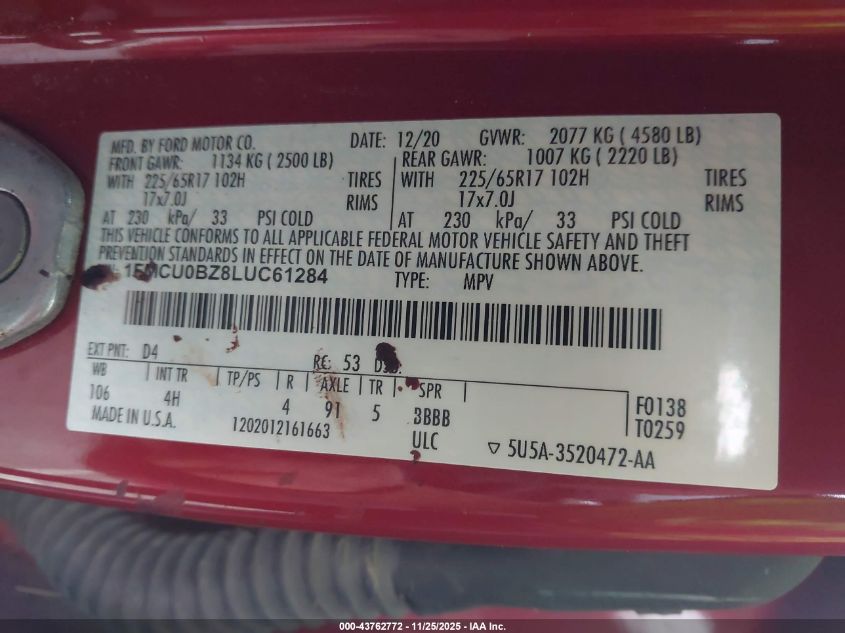 MFD. BY FORD MOTOR CO. DATE: 12/20 GVWR: 2077 KG ( 4580 LB)
FRONT GAWR: 1134 KG ( 2500 LB) REAR GAWR: 1007 KG ( 2220 LB)
WITH 225/65R17 102H TIRES WITH 225/65R17 102H TIRES
17x7.0J RIMS 17x7.0J RIMS
AT 230 kPa/ 33 PSI COLD AT 230 kPa/ 33 PSI COLD
THIS VEHICLE CONFORMS TO ALL APPLICABLE FEDERAL MOTOR VEHICLE SAFETY AND THEFT
PREVENTION STANDARDS IN EFFECT ON THE DATE OF MANUFACTURE SHOWN ABOVE.
1FMCU0BZ8LUC61284 TYPE: MPV
EXT PNT: D4 RC: 53
WB INT TR TP/PS R AXLE TR SPR
106 4H 4 91 5 BBBB F0138
MADE IN U.S.A. 1202012161663 ULC T0259
▽ 5U5A-3520472-AA
000-43762772 - 11/25/2025 - IAA Inc.